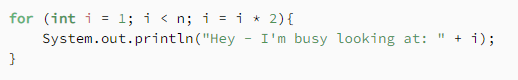 for (int i = 1; i < n; i = i * 2){
    System.out.println("Hey - I'm busy looking at: " + i);
}